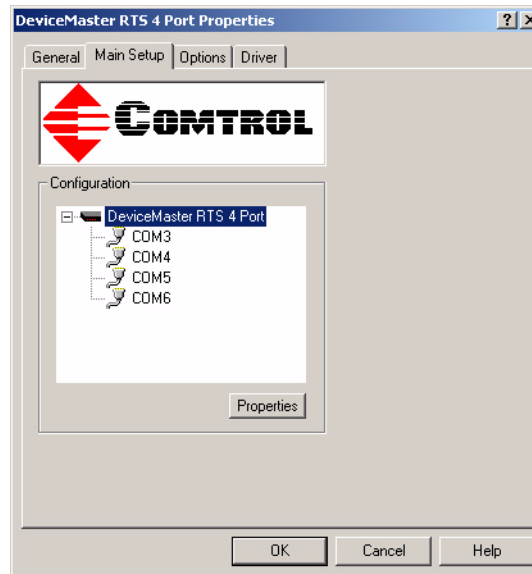 DeviceMaster RTS 4 Port Properties
General Main Setup Options Driver
COMTROL
Configuration
DeviceMaster RTS 4 Port
COM3
COM4
COM5
COM6
Properties
OK Cancel Help